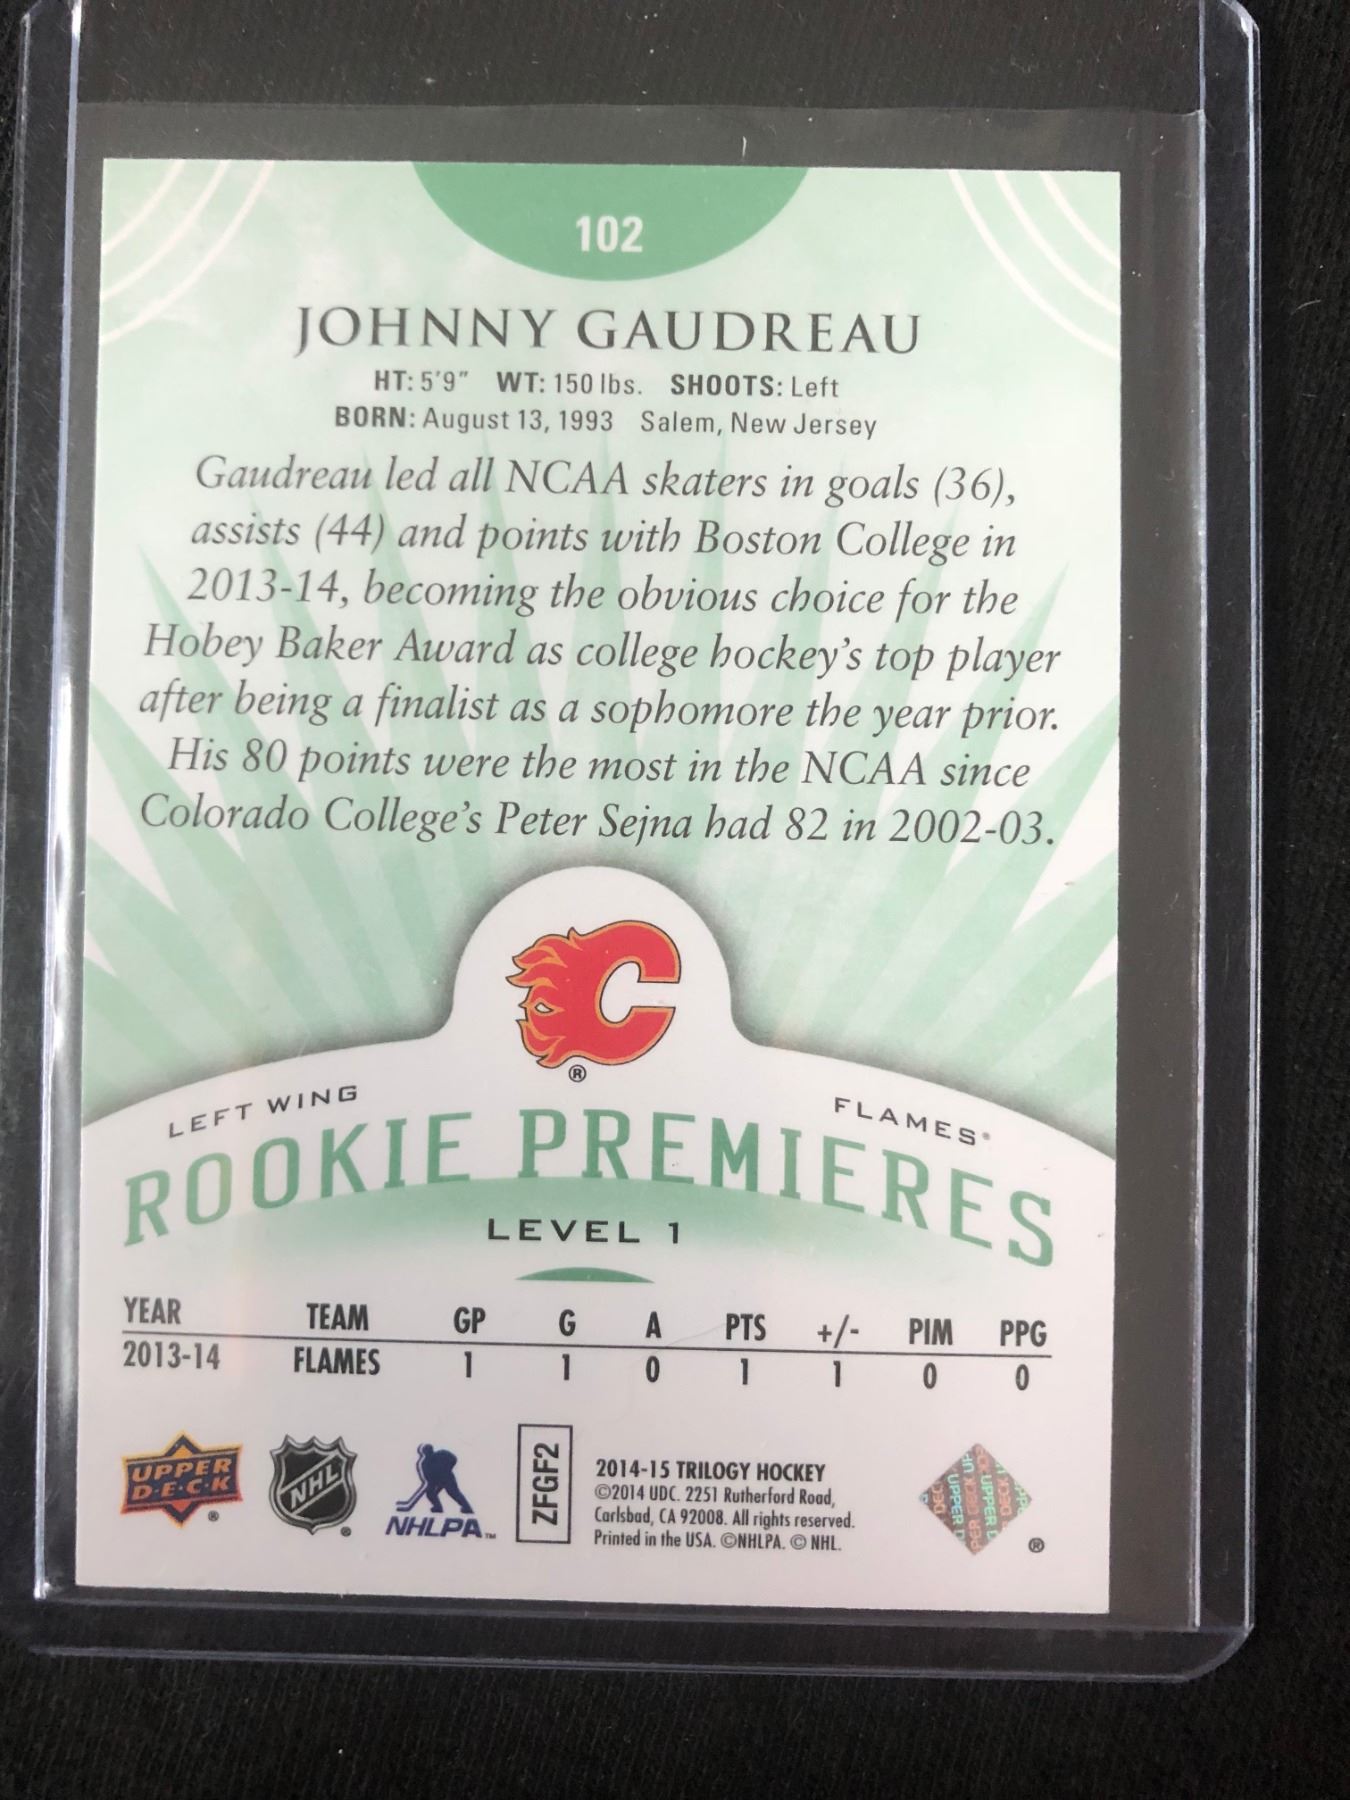 102
JOHNNY GAUDREAU
HT: 5'9" WT: 150 lbs. SHOOTS: Left
BORN: August 13, 1993 Salem, New Jersey
Gaudreau led all NCAA skaters in goals (36),
assists (44) and points with Boston College in
2013-14, becoming the obvious choice for the
Hobey Baker Award as college hockey's top player
after being a finalist as a sophomore the year prior.
His 80 points were the most in the NCAA since
Colorado College's Peter Sejna had 82 in 2002-03.
®
LEFT WING FLAMES®
ROOKIE PREMIERES
LEVEL 1
YEAR TEAM GP G A PTS +/- PIM PPG
2013-14 FLAMES 1 1 0 1 1 0 0
UPPER
D·E·C·K ®
NHL ®
NHLPA™
ZFGF2
2014-15 TRILOGY HOCKEY
©2014 UDC. 2251 Rutherford Road,
Carlsbad, CA 92008. All rights reserved.
Printed in the USA. ©NHLPA. © NHL.
®